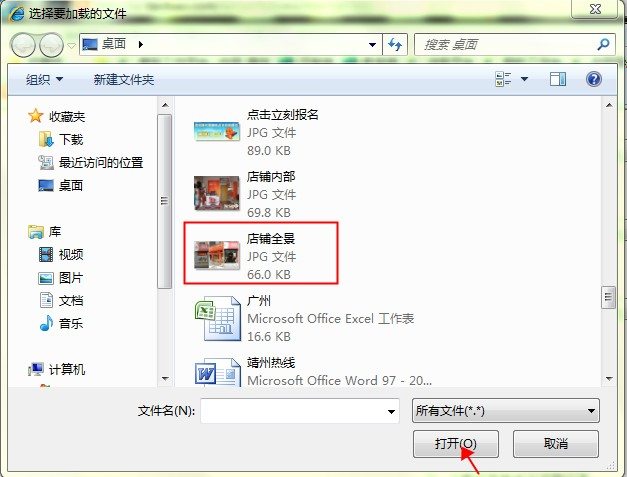 选择要加载的文件
桌面
搜索 桌面
组织
新建文件夹
收藏夹
下载
最近访问的位置
桌面
库
视频
图片
文档
音乐
计算机
点击立刻报名
JPG 文件
89.0 KB
店铺内部
JPG 文件
69.8 KB
店铺全景
JPG 文件
66.0 KB
广州
Microsoft Office Excel 工作表
16.6 KB
靖州热线
Microsoft Office Word 97 - 20...
文件名(N):
所有文件(*.*)
打开(O)
取消